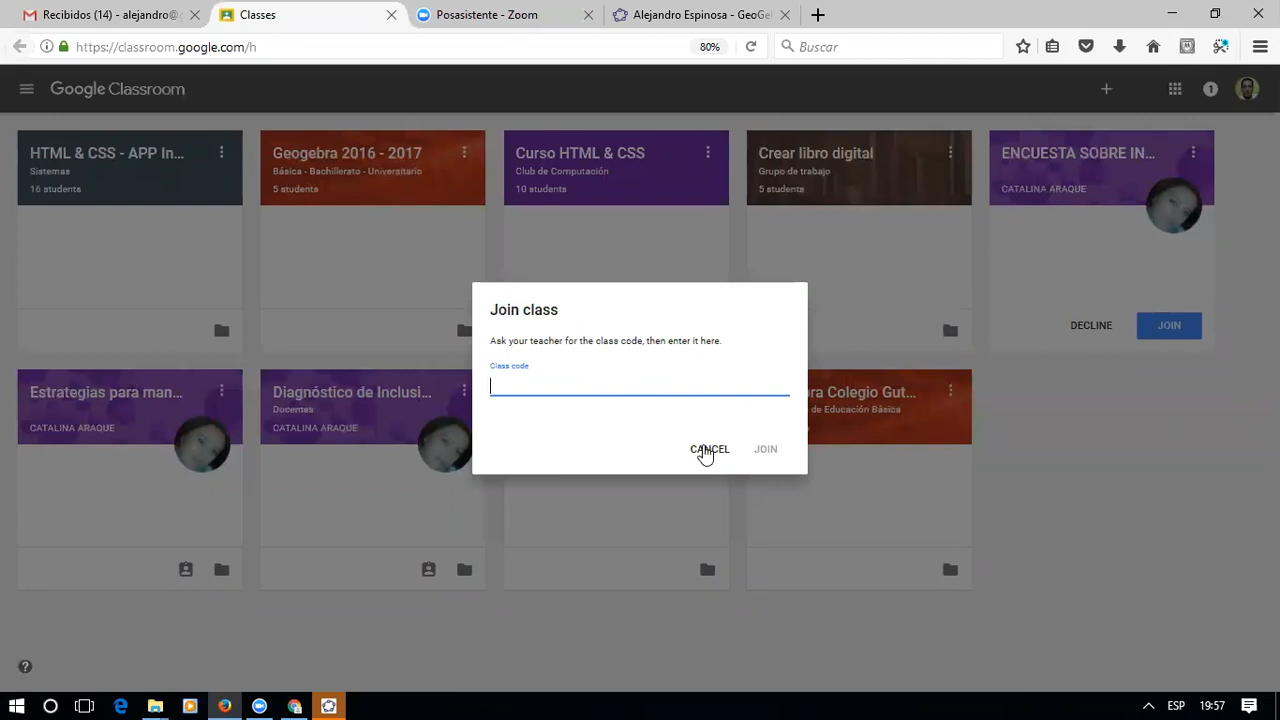 Recibidos (14) - alejandro@
Classes
Posasistente - Zoom
Alejandro Espinosa - GeoGel
https://classroom.google.com/h
80%
Buscar
Google Classroom
1
HTML & CSS - APP In...
Sistemas
16 students
Geogebra 2016 - 2017
Básica - Bachillerato - Universitario
5 students
Curso HTML & CSS
Club de Computación
10 students
Crear libro digital
Grupo de trabajo
5 students
ENCUESTA SOBRE IN...
CATALINA ARAQUE
DECLINE
JOIN
Join class
Ask your teacher for the class code, then enter it here.
Class code
CANCEL
JOIN
Estrategias para man...
CATALINA ARAQUE
Diagnóstico de Inclusi...
Docentes
CATALINA ARAQUE
Colegio Gut...
de Educación Básica
?
ESP
19:57